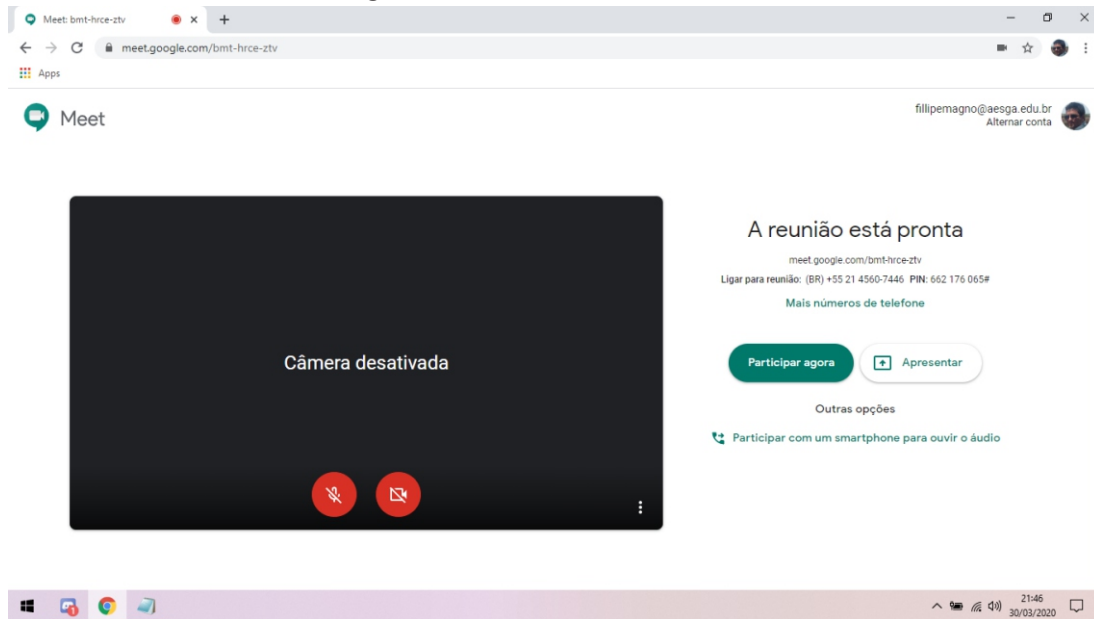 Meet: bmt-hrce-ztv
meet.google.com/bmt-hrce-ztv
Apps
Meet
fillipemagno@aesga.edu.br
Alternar conta
A reunião está pronta
meet.google.com/bmt-hrce-ztv
Ligar para reunião: (BR) +55 21 4560-7446 PIN: 662 176 065#
Mais números de telefone
Câmera desativada
Participar agora
Apresentar
Outras opções
Participar com um smartphone para ouvir o áudio
21:46
30/03/2020